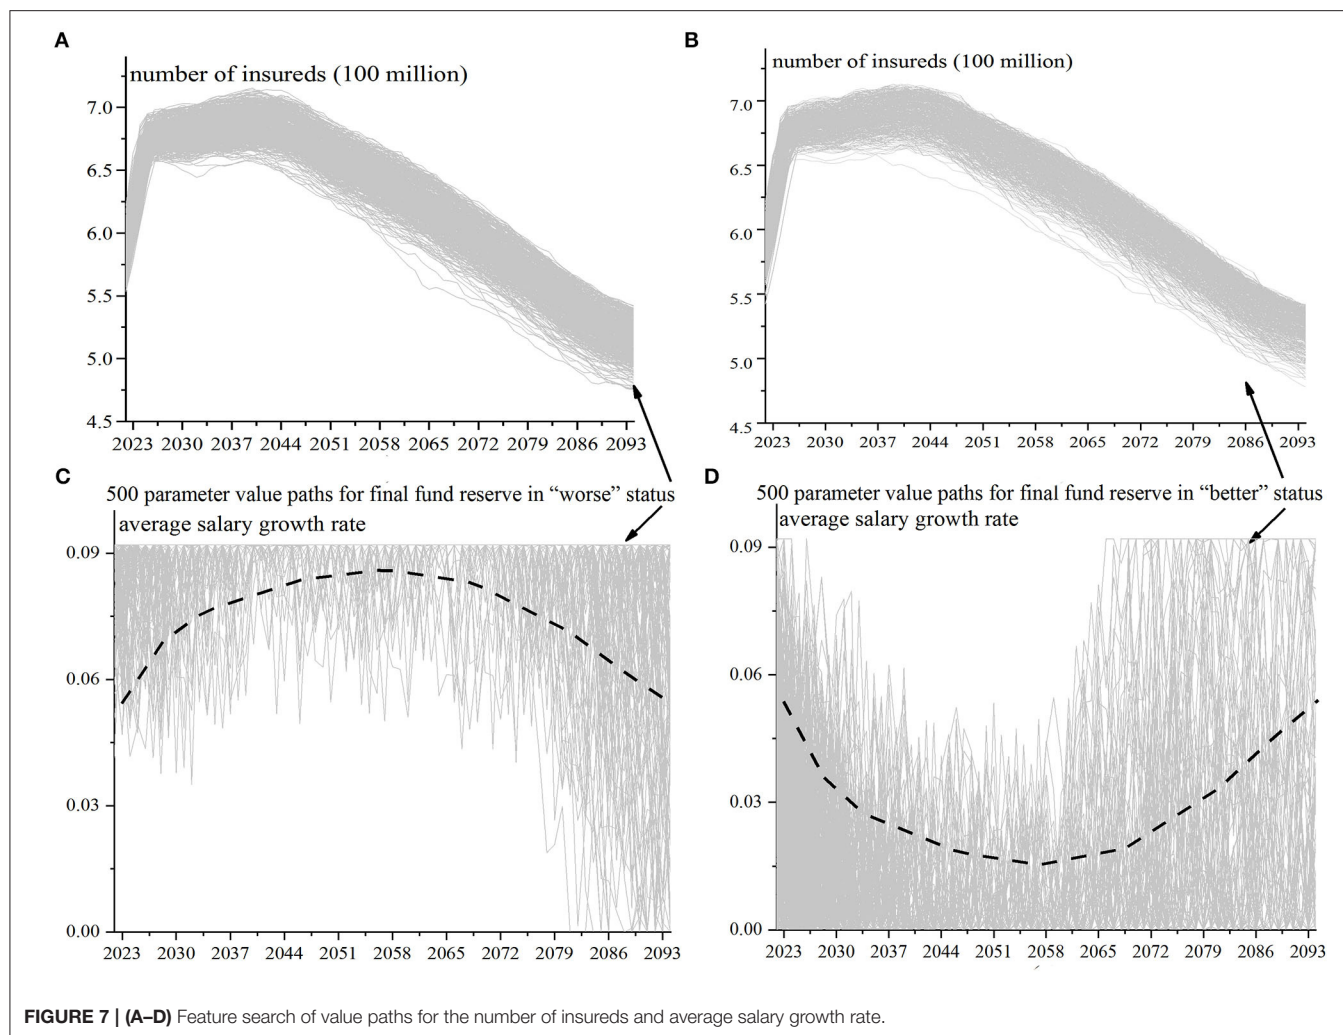 A
number of insureds (100 million)
7.0
6.5
6.0
5.5
5.0
4.5
2023 2030 2037 2044 2051 2058 2065 2072 2079 2086 2093
B
number of insureds (100 million)
7.0
6.5
6.0
5.5
5.0
4.5
2023 2030 2037 2044 2051 2058 2065 2072 2079 2086 2093
C
500 parameter value paths for final fund reserve in “worse” status
average salary growth rate
0.09
0.06
0.03
0.00
2023 2030 2037 2044 2051 2058 2065 2072 2079 2086 2093
D
500 parameter value paths for final fund reserve in “better” status
average salary growth rate
0.09
0.06
0.03
0.00
2023 2030 2037 2044 2051 2058 2065 2072 2079 2086 2093
FIGURE 7 | (A–D) Feature search of value paths for the number of insureds and average salary growth rate.